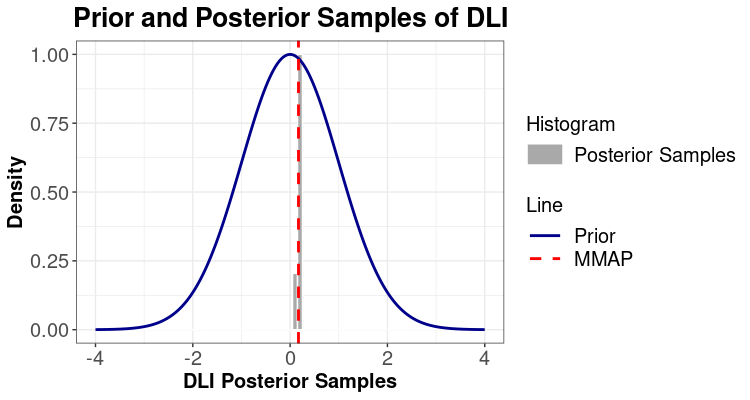 Prior and Posterior Samples of DLI
Density
1.00
0.75
0.50
0.25
0.00
-4
-2
0
2
4
DLI Posterior Samples
Histogram
Posterior Samples
Line
Prior
MMAP